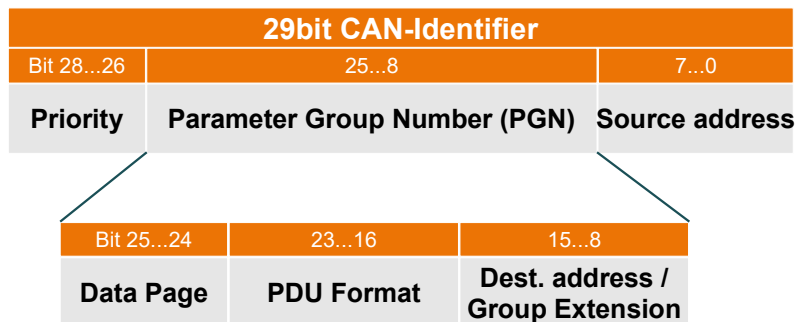 29bit CAN-Identifier
Bit 28...26 25...8 7...0
Priority Parameter Group Number (PGN) Source address
Bit 25...24 23...16 15...8
Data Page PDU Format Dest. address /
Group Extension